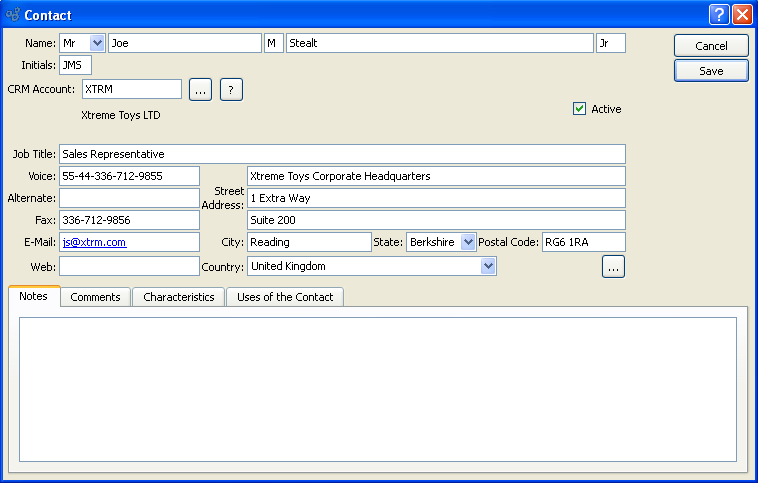 Contact
Name: Mr Joe M Stealt Jr
Cancel
Initials: JMS
Save
CRM Account: XTRM ... ?
Xtreme Toys LTD
Active
Job Title: Sales Representative
Voice: 55-44-336-712-9855
Xtreme Toys Corporate Headquarters
Alternate:
Street Address: 1 Extra Way
Fax: 336-712-9856
Suite 200
E-Mail: js@xtrm.com
City: Reading State: Berkshire Postal Code: RG6 1RA
Web:
Country: United Kingdom ...
Notes Comments Characteristics Uses of the Contact